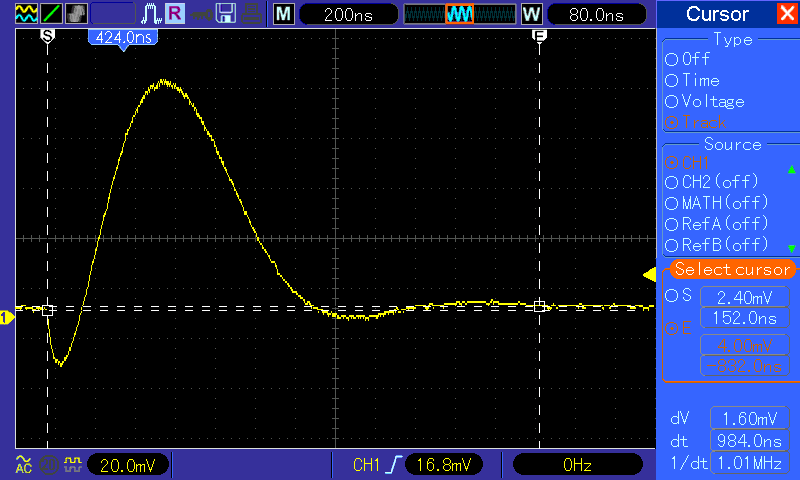 R M 200ns W 80.0ns Cursor
424.0ns
S E
Type
Off
Time
Voltage
Track
Source
CH1
CH2(off)
MATH(off)
RefA(off)
RefB(off)
Select cursor
S 2.40mV
152.0ns
E
4.00mV
-832.0ns
1
dV 1.60mV
dt 984.0ns
1/dt 1.01MHz
AC 20.0mV CH1 16.8mV 0Hz